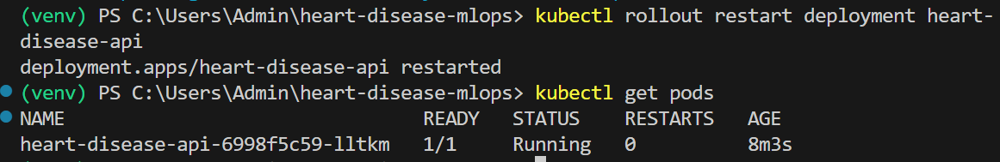 (venv) PS C:\Users\Admin\heart-disease-mlops> kubectl rollout restart deployment heart-
disease-api
deployment.apps/heart-disease-api restarted
(venv) PS C:\Users\Admin\heart-disease-mlops> kubectl get pods
NAME READY STATUS RESTARTS AGE
heart-disease-api-6998f5c59-lltkm 1/1 Running 0 8m3s